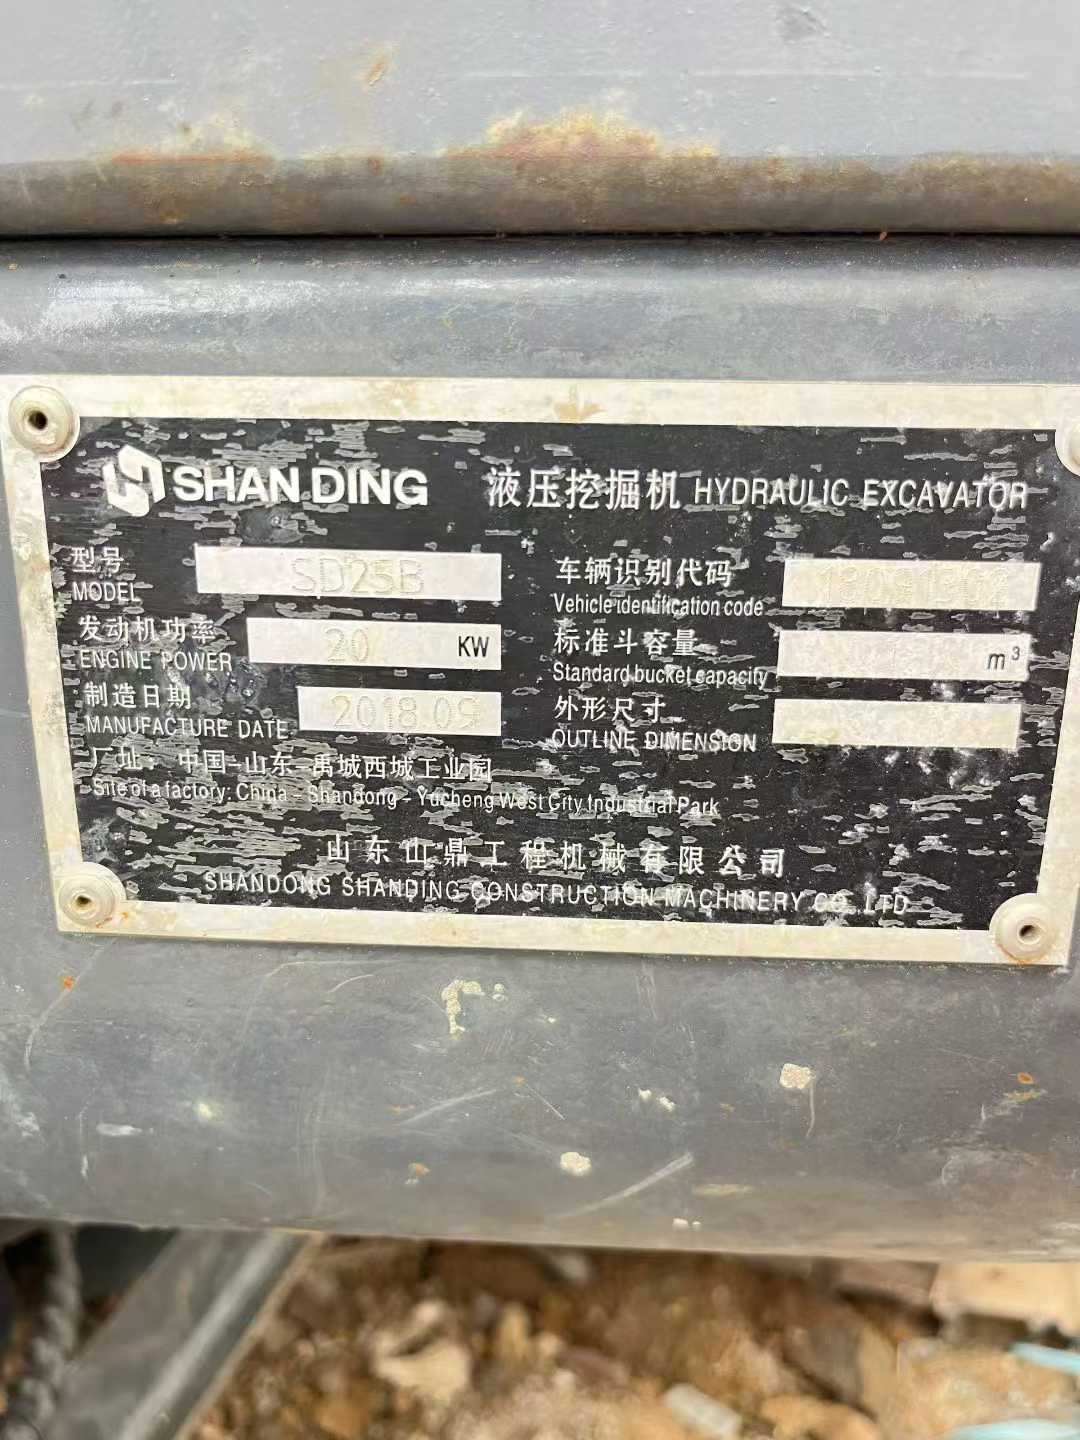 SHAN DING
液压挖掘机 HYDRAULIC EXCAVATOR
型号 SD25B
MODEL
车辆识别代码
Vehicle identification code
发动机功率 20 KW
ENGINE POWER
标准斗容量 m³
Standard bucket capacity
制造日期 2018.09
MANUFACTURE DATE
外形尺寸
OUTLINE DIMENSION
厂址：中国-山东-禹城西城工业园
Site of a factory: China - Shandong - Yucheng West City Industrial Park
山东山鼎工程机械有限公司
SHANDONG SHANDING CONSTRUCTION MACHINERY CO.,LTD